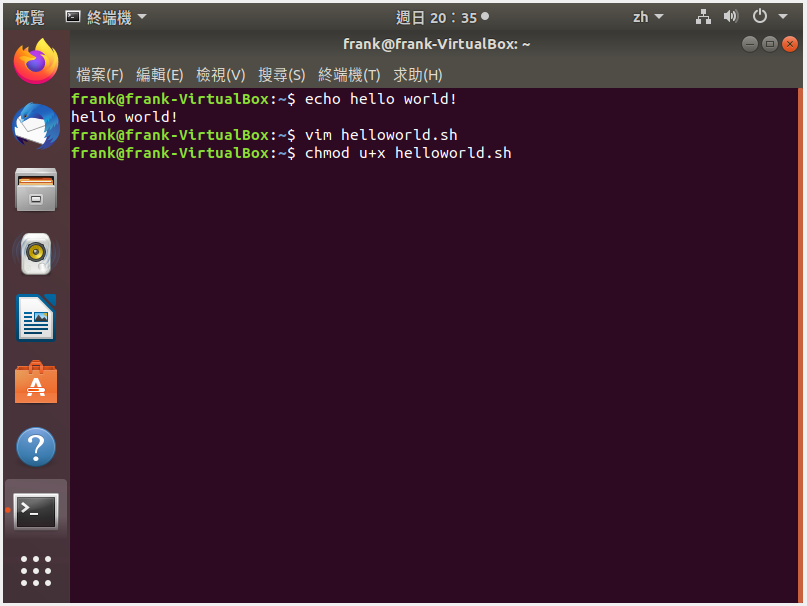 概覽 終端機 週日 20：35 zh
frank@frank-VirtualBox: ~
檔案(F) 編輯(E) 檢視(V) 搜尋(S) 終端機(T) 求助(H)
frank@frank-VirtualBox:~$ echo hello world!
hello world!
frank@frank-VirtualBox:~$ vim helloworld.sh
frank@frank-VirtualBox:~$ chmod u+x helloworld.sh